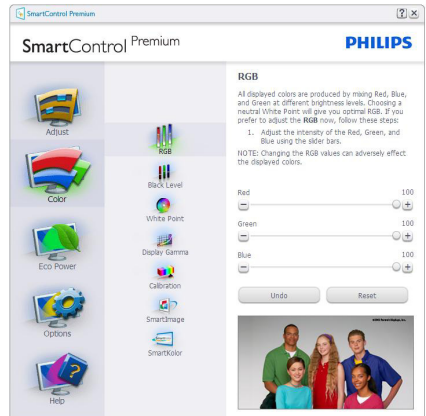 SmartControl Premium
SmartControl Premium
PHILIPS
Adjust
Color
Eco Power
Options
Help
RGB
Black Level
White Point
Display Gamma
Calibration
SmartImage
SmartKolor
RGB
All displayed colors are produced by mixing Red, Blue,
and Green at different brightness levels. Choosing a
neutral White Point will give you optimal RGB. If you
prefer to adjust the RGB now, follow these steps:
1. Adjust the intensity of the Red, Green, and
Blue using the slider bars.
NOTE: Changing the RGB values can adversely effect
the displayed colors.
Red 100
Green 100
Blue 100
Undo Reset